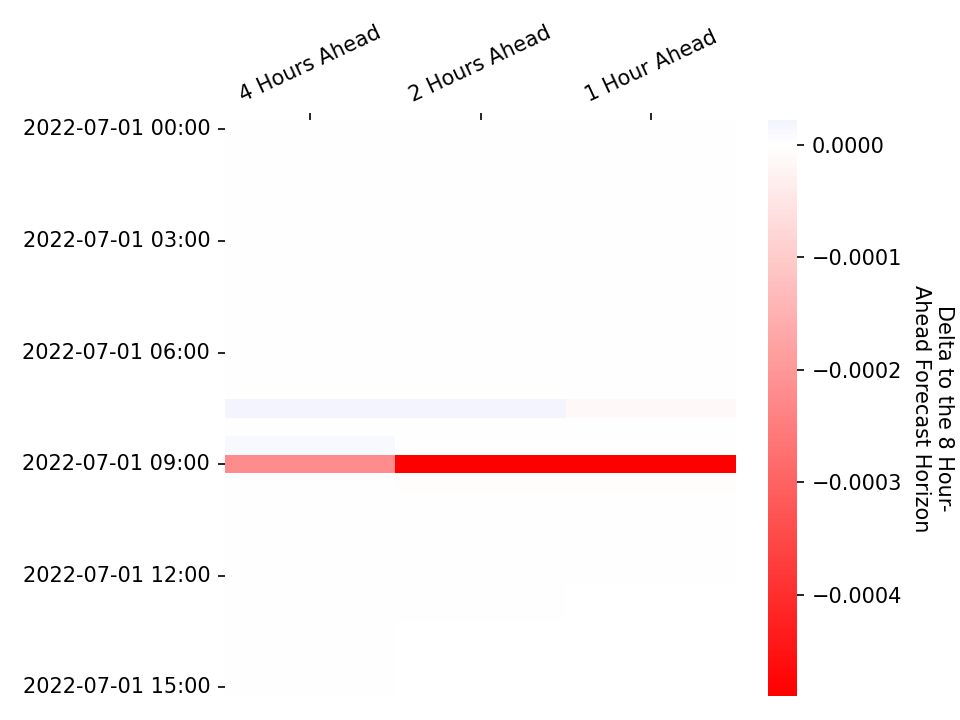 4 Hours Ahead
2 Hours Ahead
1 Hour Ahead
2022-07-01 00:00
2022-07-01 03:00
2022-07-01 06:00
2022-07-01 09:00
2022-07-01 12:00
2022-07-01 15:00
0.0000
−0.0001
−0.0002
−0.0003
−0.0004
Delta to the 8 Hour-
Ahead Forecast Horizon